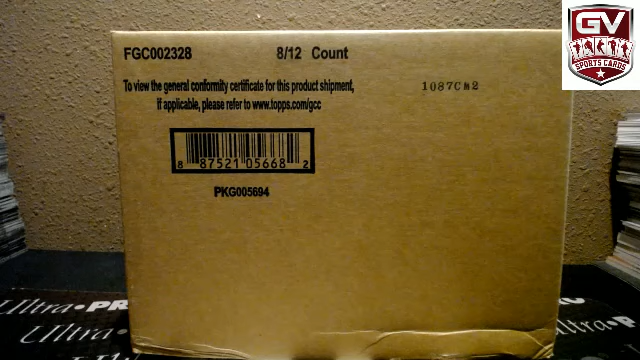 FGC002328 8/12 Count
To view the general conformity certificate for this product shipment, 1087CM2
if applicable, please refer to www.topps.com/gcc
8 87521 05668 2
PKG005694
GV
SPORTS CARDS
Ultra•PRO
Ultra•PRO